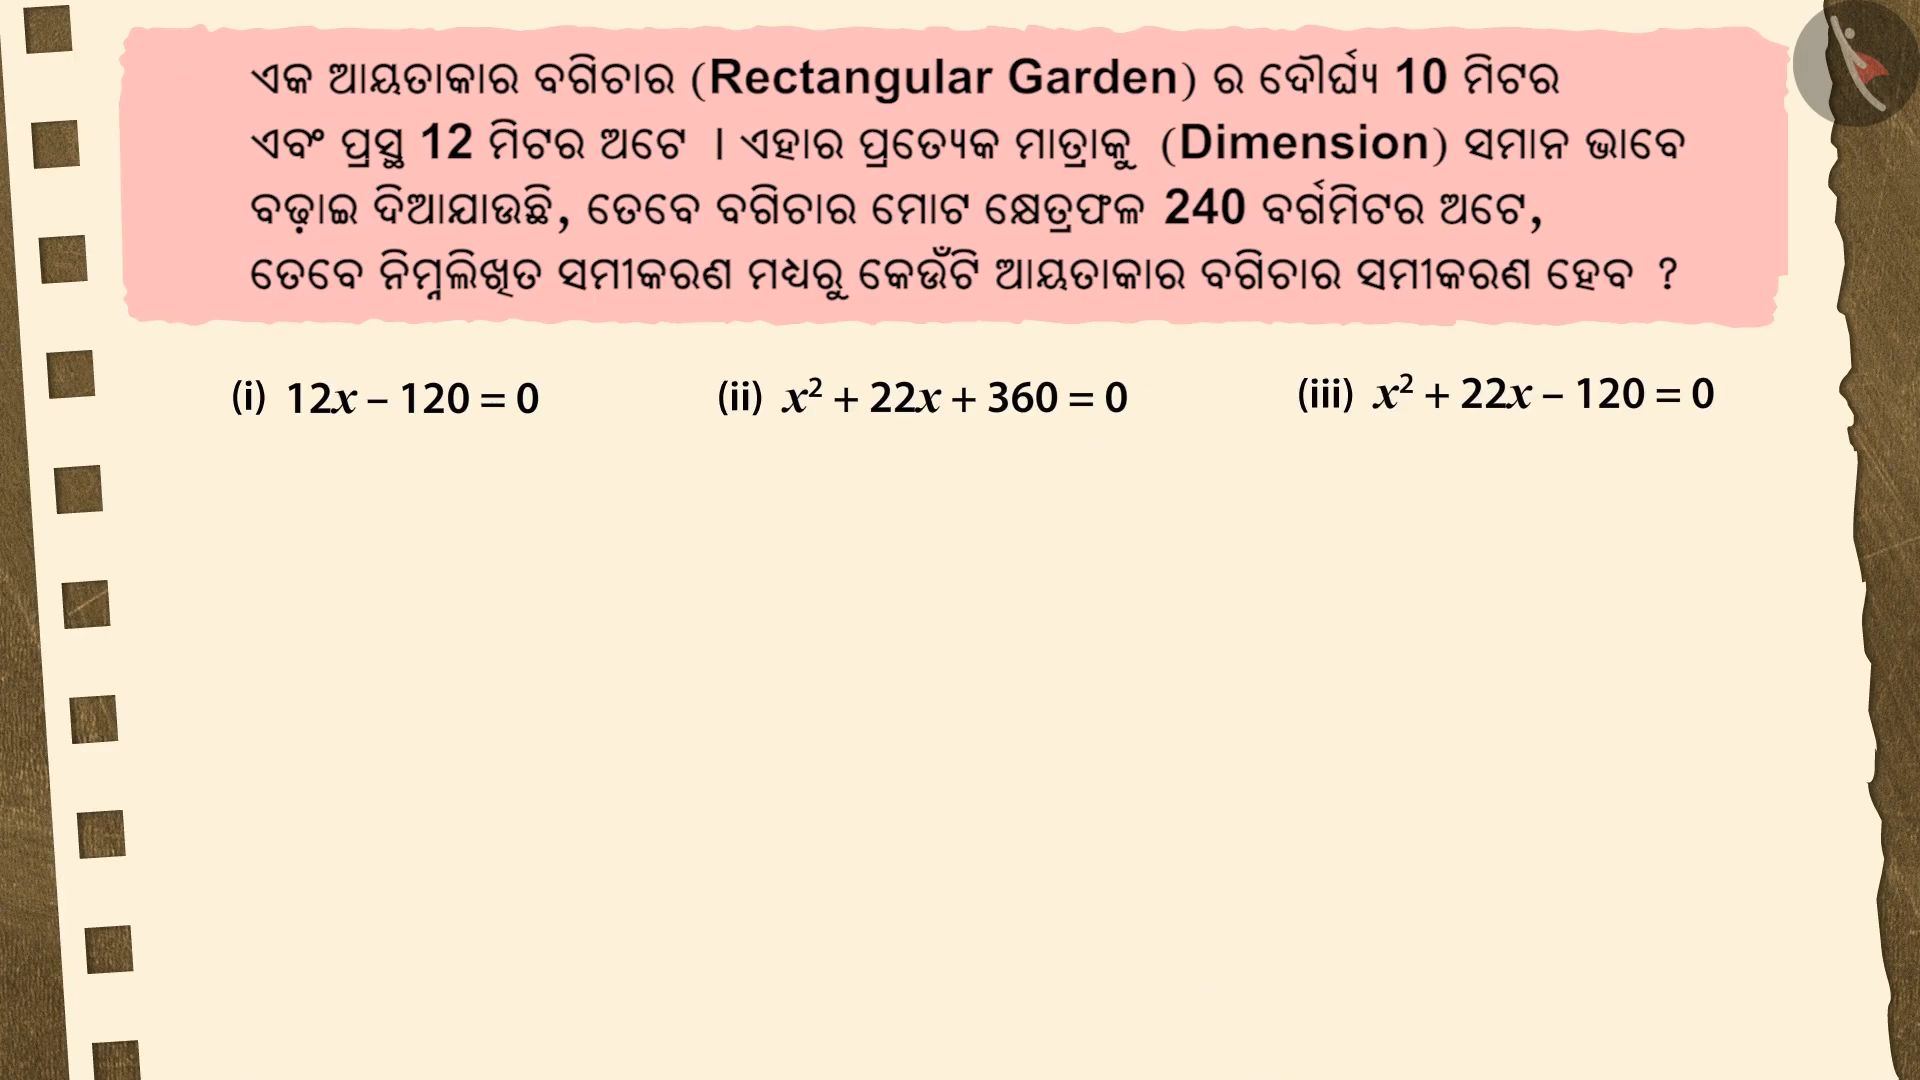 ଏକ ଆୟତାକାର ବଗିଚାର (Rectangular Garden) ର ଦୌର୍ଘ୍ୟ 10 ମିଟର
ଏବଂ ପ୍ରସ୍ଥ 12 ମିଟର ଅଟେ । ଏହାର ପ୍ରତ୍ୟେକ ମାତ୍ରାକୁ (Dimension) ସମାନ ଭାବେ
ବଢ଼ାଇ ଦିଆଯାଉଛି, ତେବେ ବଗିଚାର ମୋଟ କ୍ଷେତ୍ରଫଳ 240 ବର୍ଗମିଟର ଅଟେ,
ତେବେ ନିମ୍ନଲିଖିତ ସମୀକରଣ ମଧ୍ୟରୁ କେଉଁଟି ଆୟତାକାର ବଗିଚାର ସମୀକରଣ ହେବ ?
(i) 12x – 120 = 0 (ii) x² + 22x + 360 = 0 (iii) x² + 22x – 120 = 0